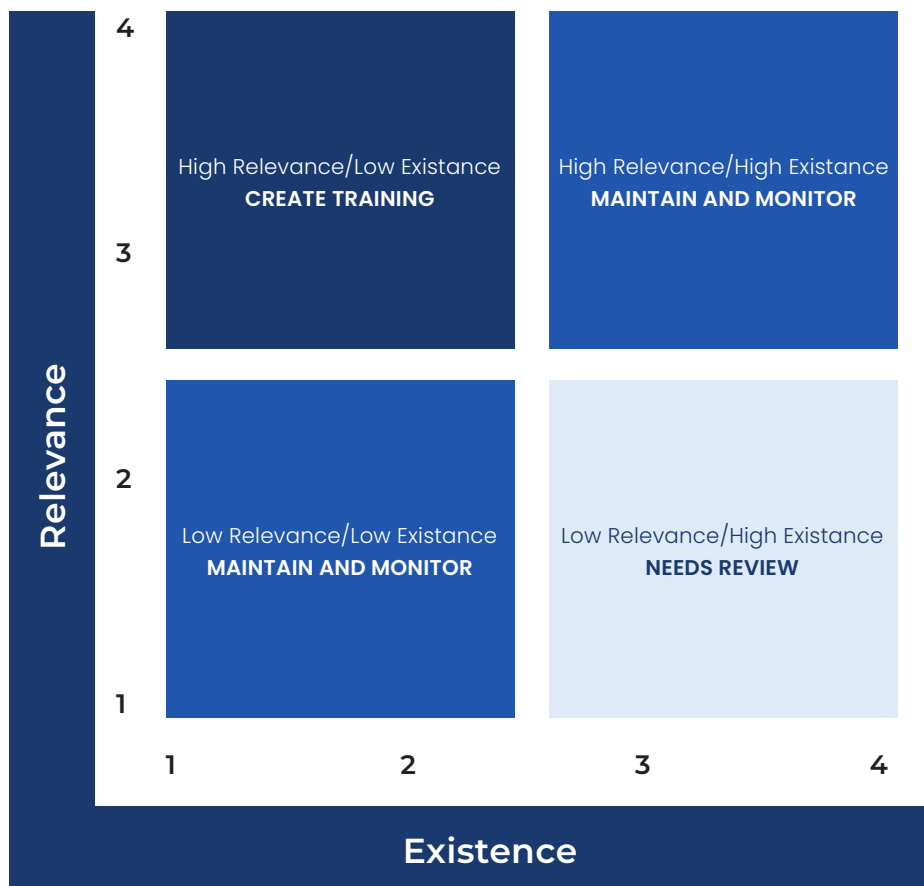 4
High Relevance/Low Existance
CREATE TRAINING
High Relevance/High Existance
MAINTAIN AND MONITOR
3
Relevance
2
Low Relevance/Low Existance
MAINTAIN AND MONITOR
Low Relevance/High Existance
NEEDS REVIEW
1
1 2 3 4
Existence